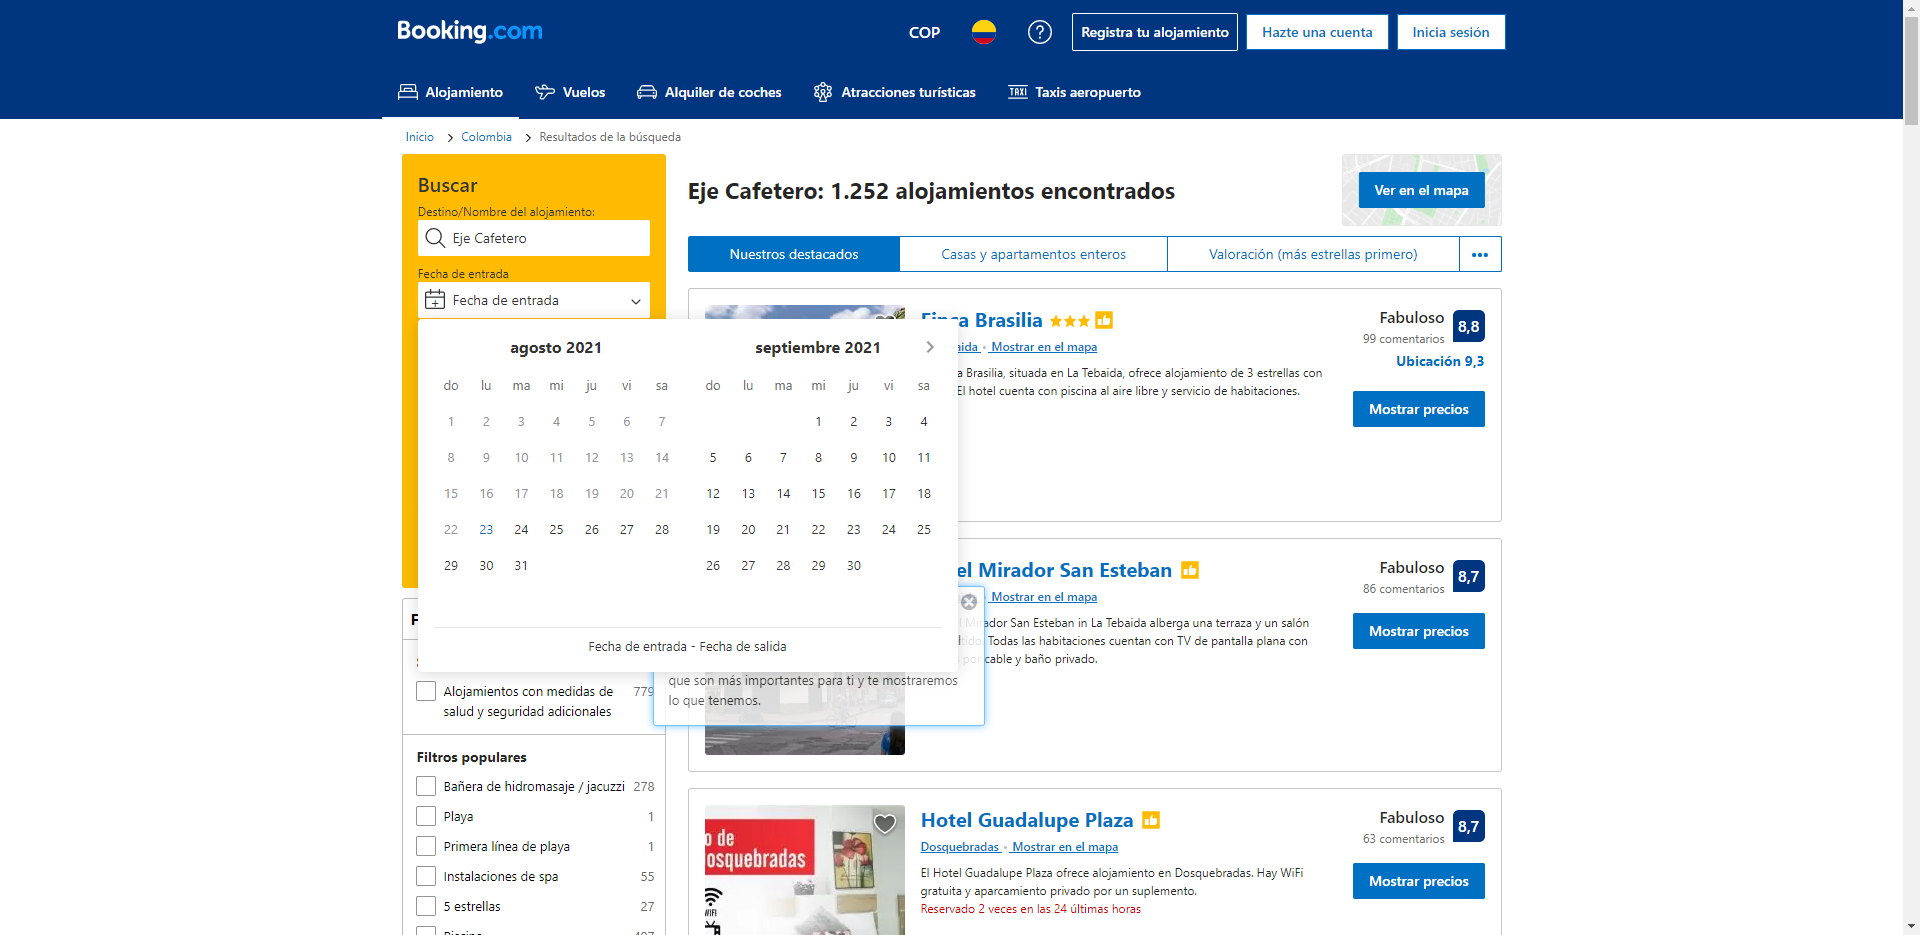 Booking.com
COP
Registra tu alojamiento
Hazte una cuenta
Inicia sesión
Alojamiento
Vuelos
Alquiler de coches
Atracciones turísticas
TAXI Taxis aeropuerto
Inicio
Colombia
Resultados de la búsqueda
Buscar
Destino/Nombre del alojamiento:
Eje Cafetero
Fecha de entrada
Fecha de entrada
agosto 2021
do lu ma mi ju vi sa
1 2 3 4 5 6 7
8 9 10 11 12 13 14
15 16 17 18 19 20 21
22 23 24 25 26 27 28
29 30 31
septiembre 2021
do lu ma mi ju vi sa
1 2 3 4
5 6 7 8 9 10 11
12 13 14 15 16 17 18
19 20 21 22 23 24 25
26 27 28 29 30
Fecha de entrada - Fecha de salida
que son más importantes para ti y te mostraremos
lo que tenemos.
Alojamientos con medidas de
salud y seguridad adicionales
779
Filtros populares
Bañera de hidromasaje / jacuzzi 278
Playa 1
Primera línea de playa 1
Instalaciones de spa 55
5 estrellas 27
Eje Cafetero: 1.252 alojamientos encontrados
Ver en el mapa
Nuestros destacados
Casas y apartamentos enteros
Valoración (más estrellas primero)
Finca Brasilia
Mostrar en el mapa
a Brasilia, situada en La Tebaida, ofrece alojamiento de 3 estrellas con
El hotel cuenta con piscina al aire libre y servicio de habitaciones.
Fabuloso
99 comentarios
8,8
Ubicación 9,3
Mostrar precios
el Mirador San Esteban
Mostrar en el mapa
l Mirador San Esteban in La Tebaida alberga una terraza y un salón
Todas las habitaciones cuentan con TV de pantalla plana con
por cable y baño privado.
Fabuloso
86 comentarios
8,7
Mostrar precios
o de
osquebradas
WIFI
Hotel Guadalupe Plaza
Dosquebradas
Mostrar en el mapa
El Hotel Guadalupe Plaza ofrece alojamiento en Dosquebradas. Hay WiFi
gratuita y aparcamiento privado por un suplemento.
Reservado 2 veces en las 24 últimas horas
Fabuloso
63 comentarios
8,7
Mostrar precios